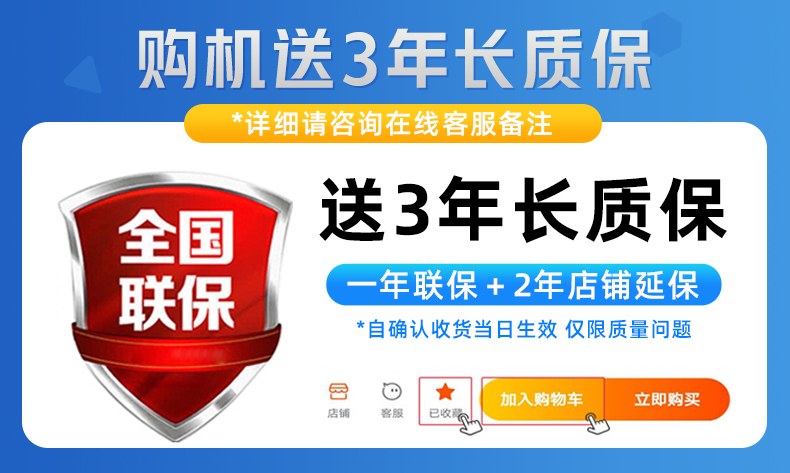 购机送3年长质保
*详细请咨询在线客服备注
全国
联保
送3年长质保
一年联保+2年店铺延保
*自确认收货当日生效 仅限质量问题
店铺
客服
已收藏
加入购物车
立即购买